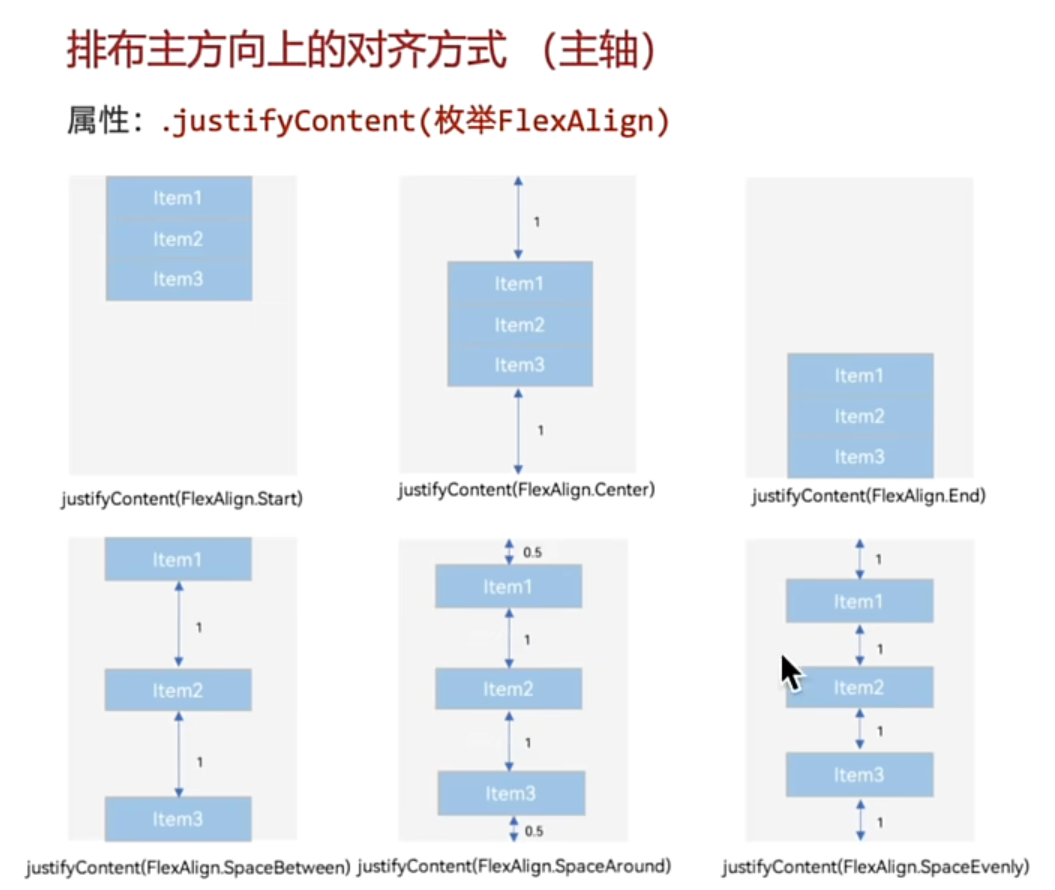 排布主方向上的对齐方式 （主轴）
属性：.justifyContent(枚举FlexAlign)
Item1
Item2
Item3
justifyContent(FlexAlign.Start)
1
Item1
Item2
Item3
1
justifyContent(FlexAlign.Center)
Item1
Item2
Item3
justifyContent(FlexAlign.End)
Item1
1
Item2
1
Item3
justifyContent(FlexAlign.SpaceBetween)
0.5
Item1
1
Item2
1
Item3
0.5
justifyContent(FlexAlign.SpaceAround)
1
Item1
1
Item2
1
Item3
1
justifyContent(FlexAlign.SpaceEvenly)